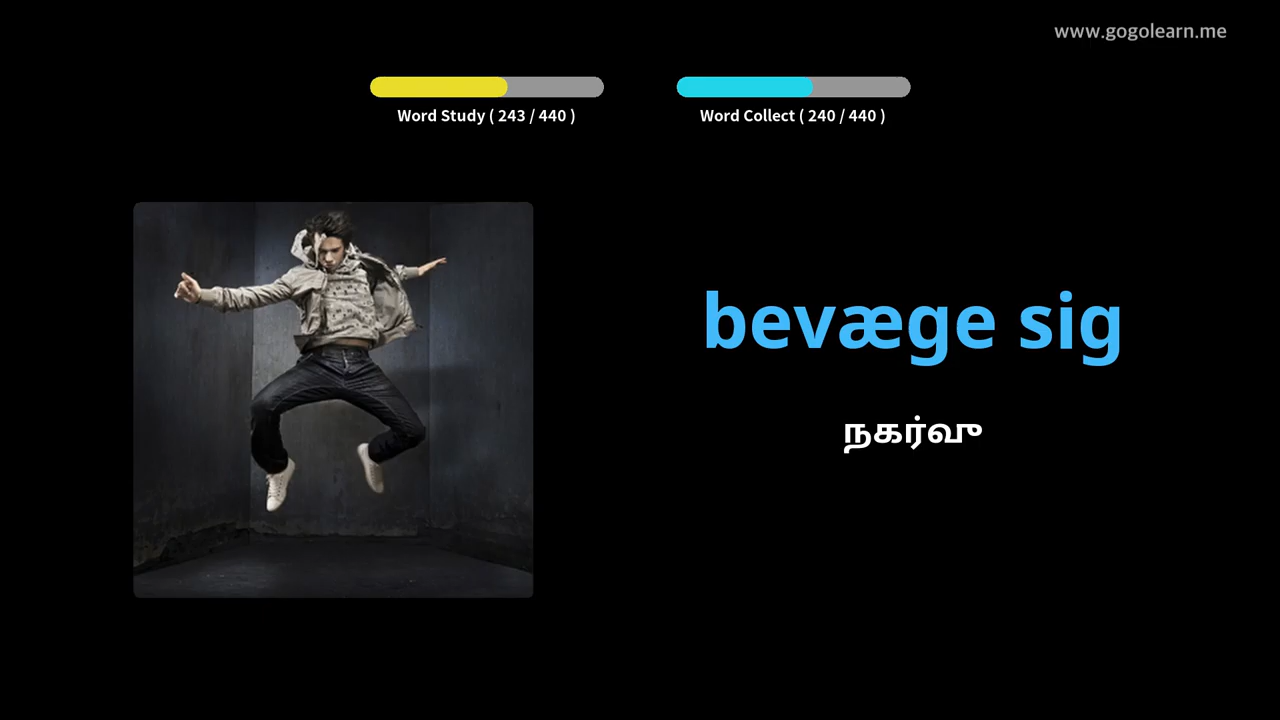 www.gogolearn.me
Word Study ( 243 / 440 )
Word Collect ( 240 / 440 )
bevæge sig
நகர்வு